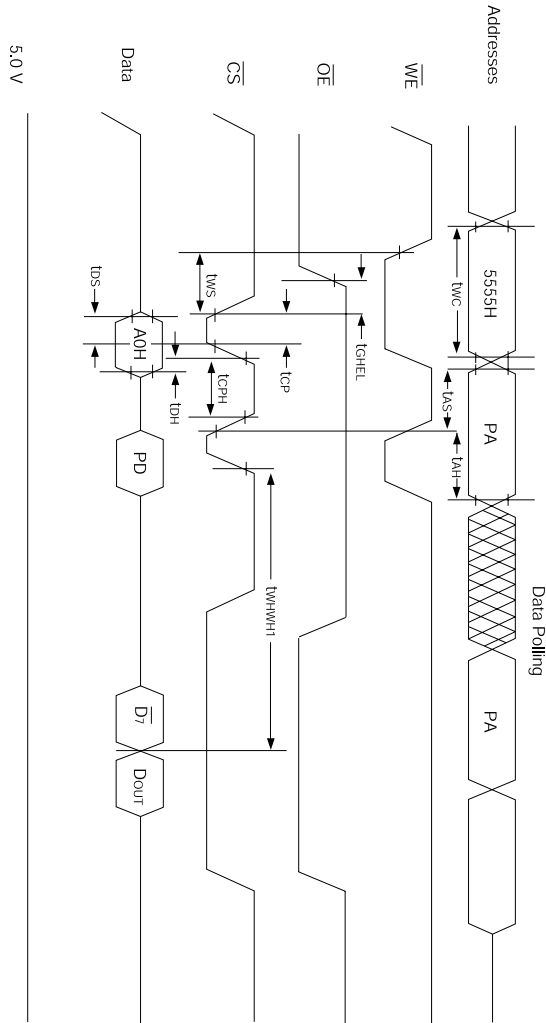 Data Polling
Addresses
5555H
PA
PA
tWC
tAS
tAH
WE
OE
tGHEL
CS
tWS
tCP
tCPH
tWHWH1
Data
tDS
A0H
tDH
PD
D7
DOUT
5.0 V